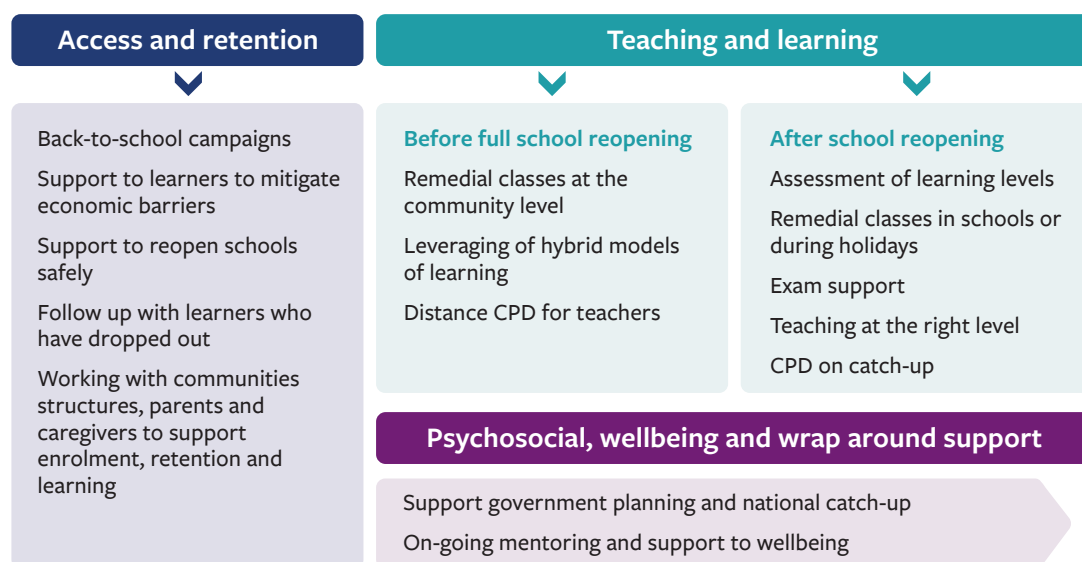 Access and retention
Back-to-school campaigns
Support to learners to mitigate
economic barriers
Support to reopen schools
safely
Follow up with learners who
have dropped out
Working with communities
structures, parents and
caregivers to support
enrolment, retention and
learning
Teaching and learning
Before full school reopening
Remedial classes at the
community level
Leveraging of hybrid models
of learning
Distance CPD for teachers
After school reopening
Assessment of learning levels
Remedial classes in schools or
during holidays
Exam support
Teaching at the right level
CPD on catch-up
Psychosocial, wellbeing and wrap around support
Support government planning and national catch-up
On-going mentoring and support to wellbeing